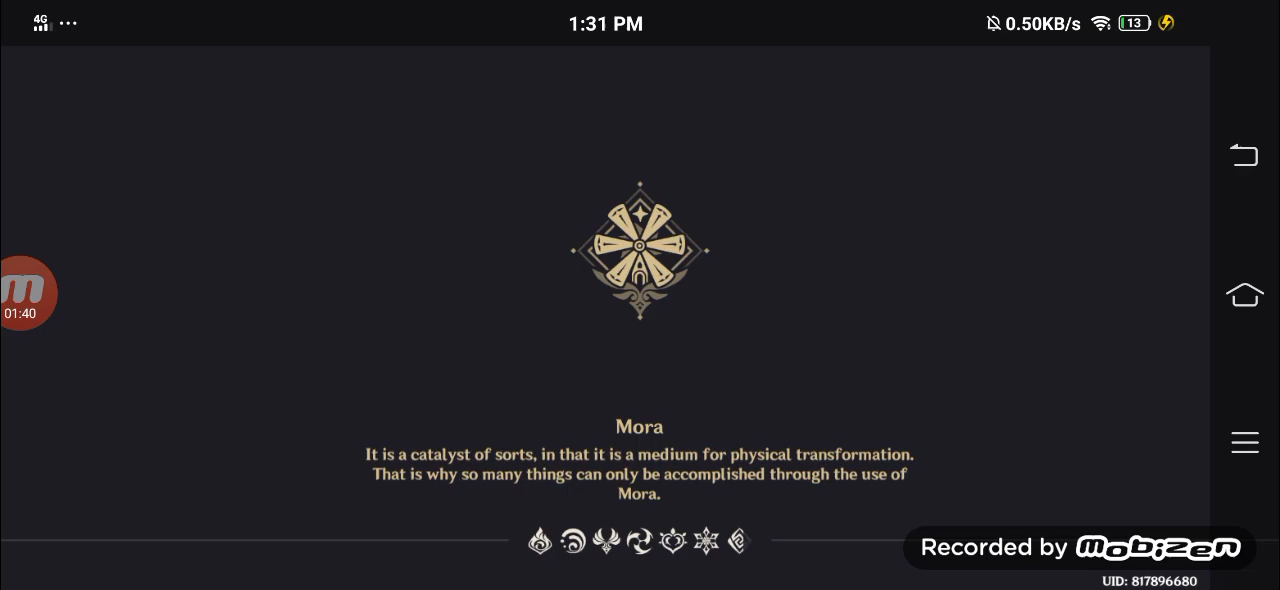 4G ... 1:31 PM 0.50KB/s 13
m
01:40
Mora
It is a catalyst of sorts, in that it is a medium for physical transformation.
That is why so many things can only be accomplished through the use of
Mora.
Recorded by mobizen
UID: 817896680